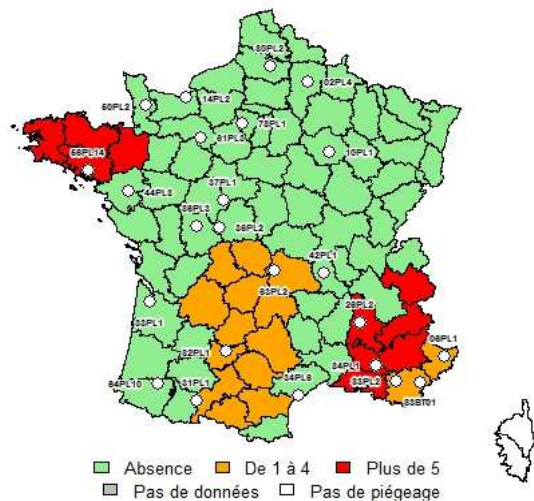 80PL2
02PL4
50PL2
14PL2
78PL1
61PL3
10PL1
56PL14
37PL1
44PL3
86PL3
36PL2
42PL1
63PL2
26PL2
33PL1
06PL1
82PL1
84PL1
34PL6
83PL2
64PL10
31PL1
83BT01
Absence De 1 à 4 Plus de 5
Pas de données Pas de piégeage